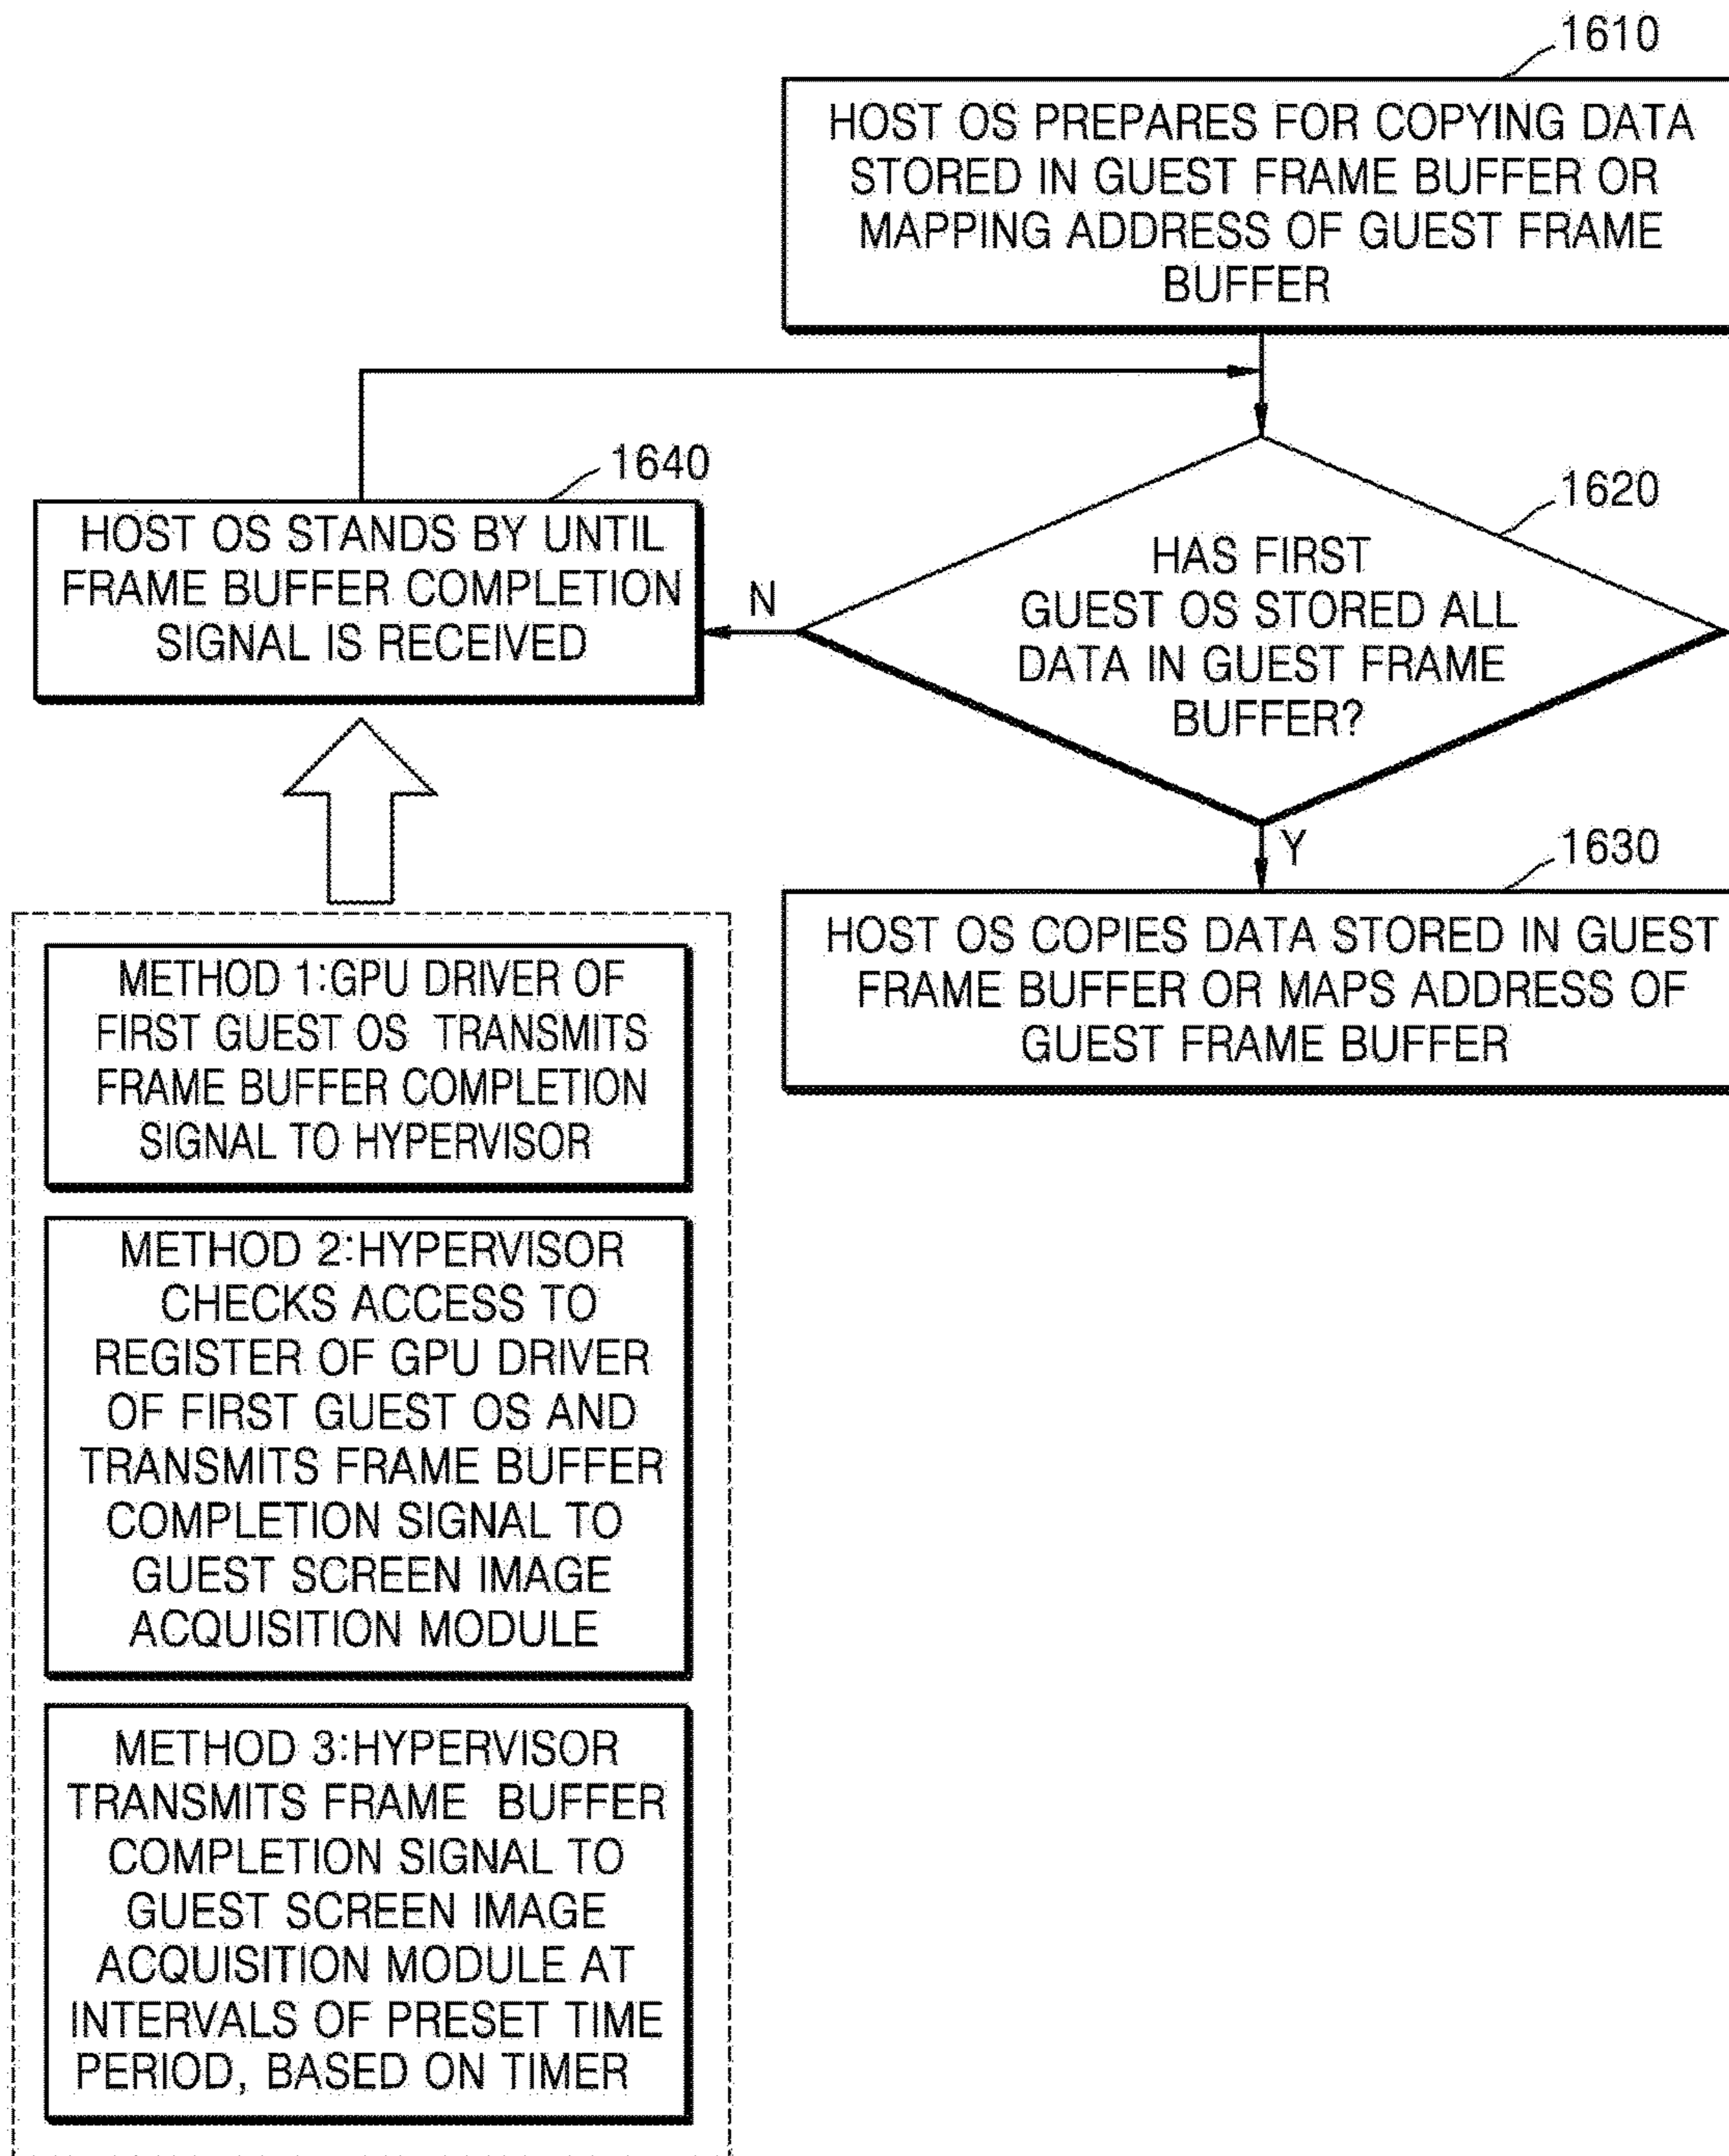 1610
HOST OS PREPARES FOR COPYING DATA
STORED IN GUEST FRAME BUFFER OR
MAPPING ADDRESS OF GUEST FRAME
BUFFER
1640
HOST OS STANDS BY UNTIL
FRAME BUFFER COMPLETION
SIGNAL IS RECEIVED
N
1620
HAS FIRST
GUEST OS STORED ALL
DATA IN GUEST FRAME
BUFFER?
Y
1630
HOST OS COPIES DATA STORED IN GUEST
FRAME BUFFER OR MAPS ADDRESS OF
GUEST FRAME BUFFER
METHOD 1:GPU DRIVER OF
FIRST GUEST OS TRANSMITS
FRAME BUFFER COMPLETION
SIGNAL TO HYPERVISOR
METHOD 2:HYPERVISOR
CHECKS ACCESS TO
REGISTER OF GPU DRIVER
OF FIRST GUEST OS AND
TRANSMITS FRAME BUFFER
COMPLETION SIGNAL TO
GUEST SCREEN IMAGE
ACQUISITION MODULE
METHOD 3:HYPERVISOR
TRANSMITS FRAME BUFFER
COMPLETION SIGNAL TO
GUEST SCREEN IMAGE
ACQUISITION MODULE AT
INTERVALS OF PRESET TIME
PERIOD, BASED ON TIMER